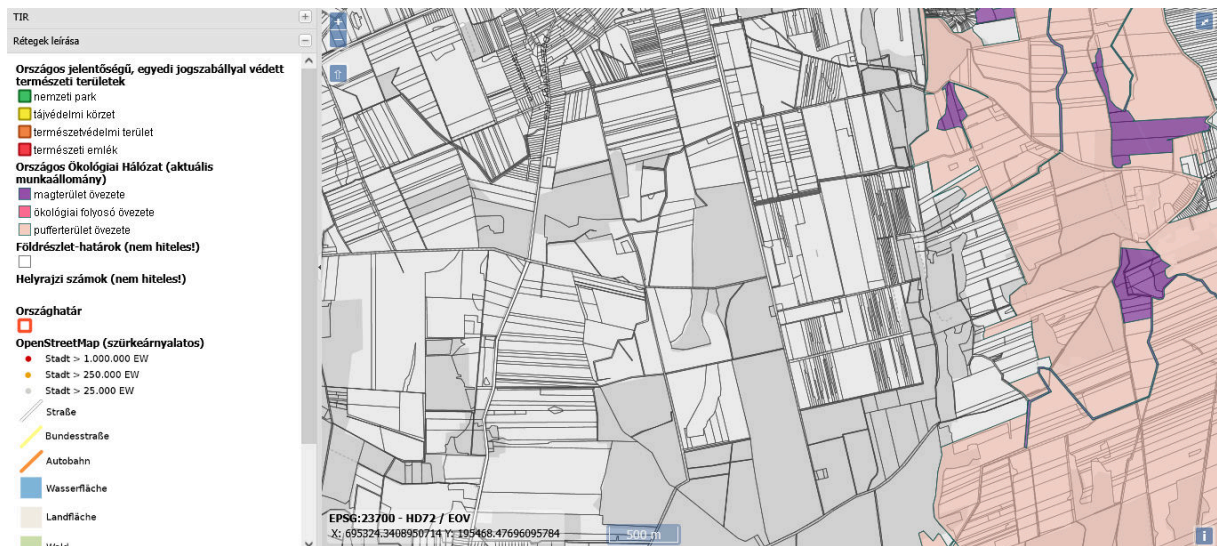 TIR
Rétegek leírása
Országos jelentőségű, egyedi jogszabállyal védett
természeti területek
nemzeti park
tájvédelmi körzet
természetvédelmi terület
természeti emlék
Országos Ökológiai Hálózat (aktuális
munkaállomány)
magterület övezete
ökológiai folyosó övezete
pufferterület övezete
Földrészlet-határok (nem hiteles!)
Helyrajzi számok (nem hiteles!)
Országhatár
OpenStreetMap (szürkeárnyalatos)
Stadt > 1.000.000 EW
Stadt > 250.000 EW
Stadt > 25.000 EW
Straße
Bundesstraße
Autobahn
Wasserfläche
Landfläche
EPSG:23700 - HD72 / EOV
X: 695324.3408950714 Y: 195468.47696095784
500 m